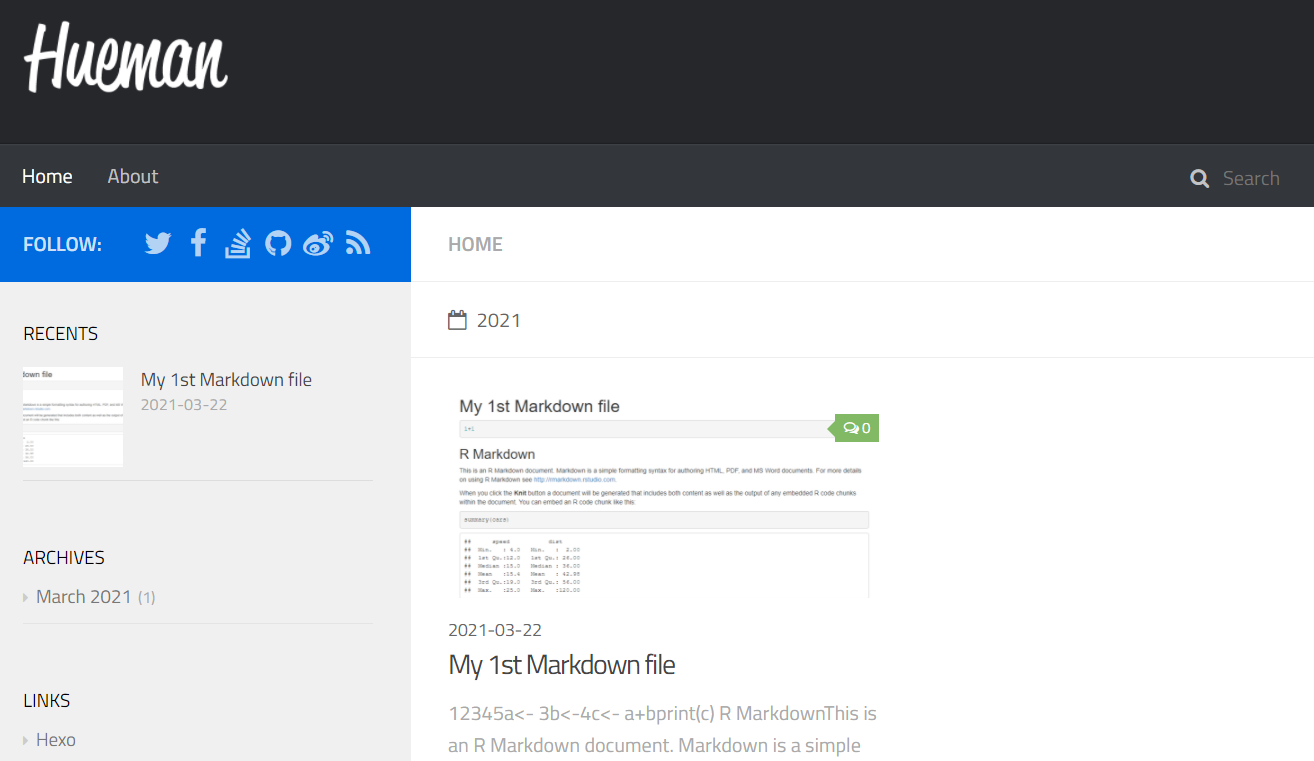 Hueman
Home About Search
FOLLOW:
HOME
2021
RECENTS
My 1st Markdown file
2021-03-22
ARCHIVES
March 2021 (1)
LINKS
Hexo
My 1st Markdown file
1+1
0
R Markdown
This is an R Markdown document. Markdown is a simple formatting syntax for authoring HTML, PDF, and MS Word documents. For more details
on using R Markdown see http://rmarkdown.rstudio.com.
When you click the Knit button a document will be generated that includes both content as well as the output of any embedded R code chunks
within the document. You can embed an R code chunk like this:
summary(cars)
## speed dist
## Min. : 4.0 Min. : 2.00
## 1st Qu.:12.0 1st Qu.: 26.00
## Median :15.0 Median : 36.00
## Mean :15.4 Mean : 42.98
## 3rd Qu.:19.0 3rd Qu.: 56.00
## Max. :25.0 Max. :120.00
2021-03-22
My 1st Markdown file
12345a<- 3b<-4c<- a+bprint(c) R MarkdownThis is
an R Markdown document. Markdown is a simple